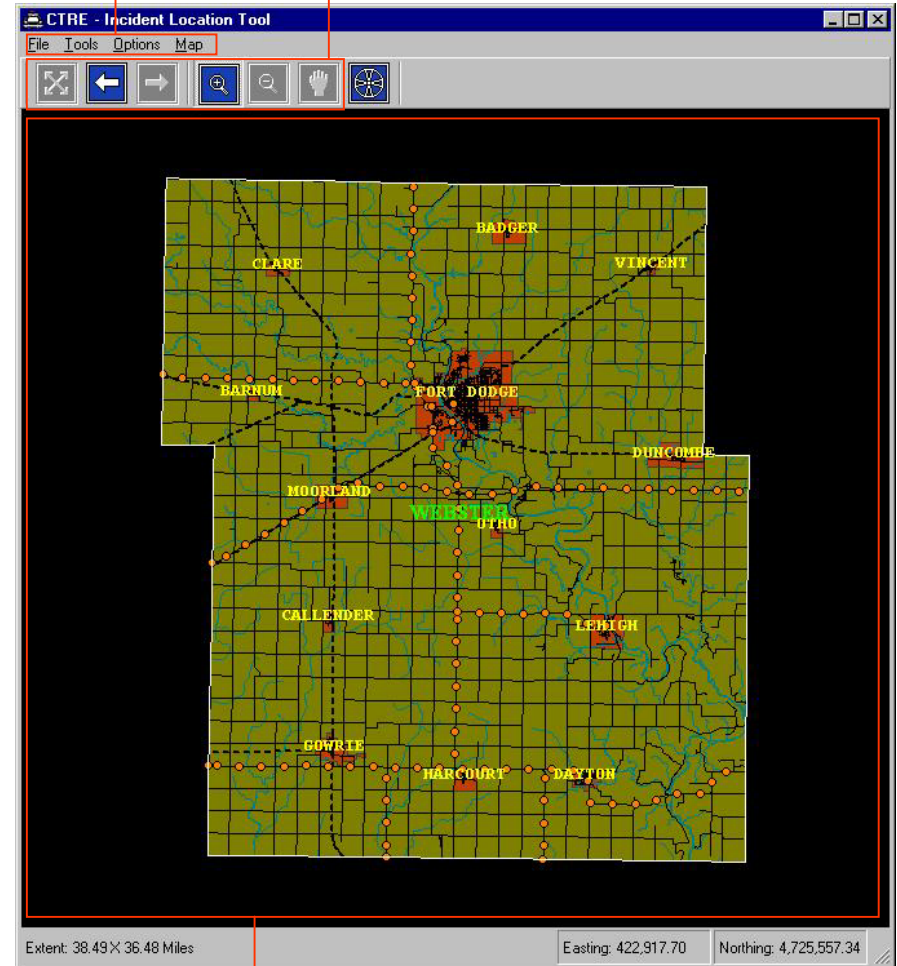 CTRE - Incident Location Tool
File Tools Options Map
BADGER
CLARE
VINCENT
BARNUM
FORT DODGE
DUNCOMBE
MOORLAND
WEBSTER
OTHO
CALLENDER
LEHIGH
GOWRIE
HARCOURT
DAYTON
Extent: 38.49 X 36.48 Miles
Easting: 422,917.70
Northing: 4,725,557.34